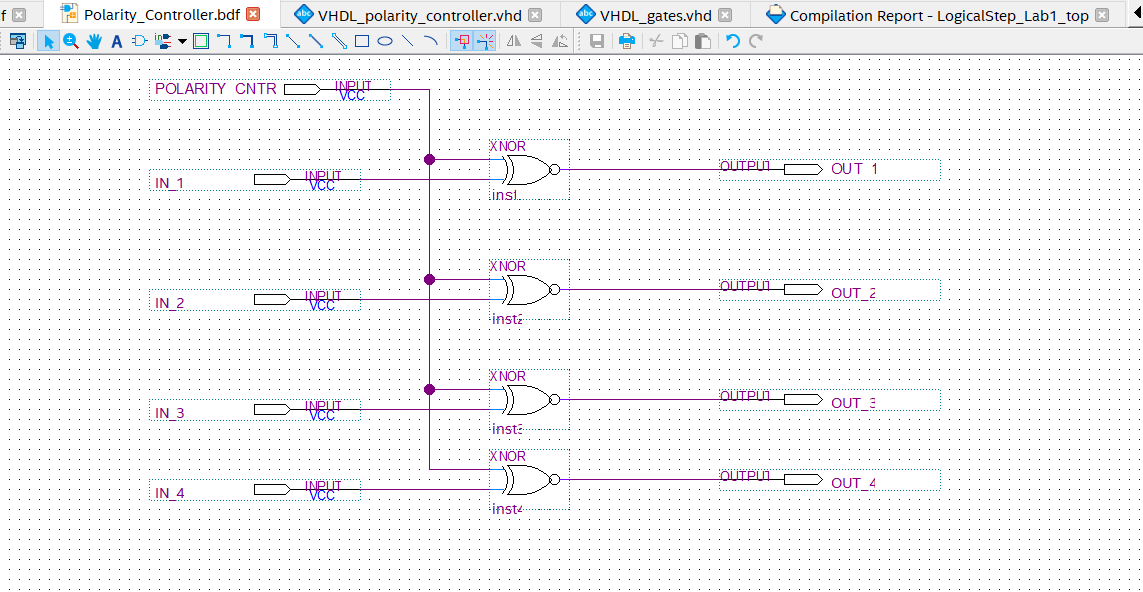 f Polarity_Controller.bdf VHDL_polarity_controller.vhd VHDL_gates.vhd Compilation Report - LogicalStep_Lab1_top
POLARITY_CNTR INPUT
VCC
XNOR
IN_1 INPUT
VCC
OUTPUT OUT_1
inst1
XNOR
IN_2 INPUT
VCC
OUTPUT OUT_2
inst2
XNOR
IN_3 INPUT
VCC
OUTPUT OUT_3
inst3
XNOR
IN_4 INPUT
VCC
OUTPUT OUT_4
inst4